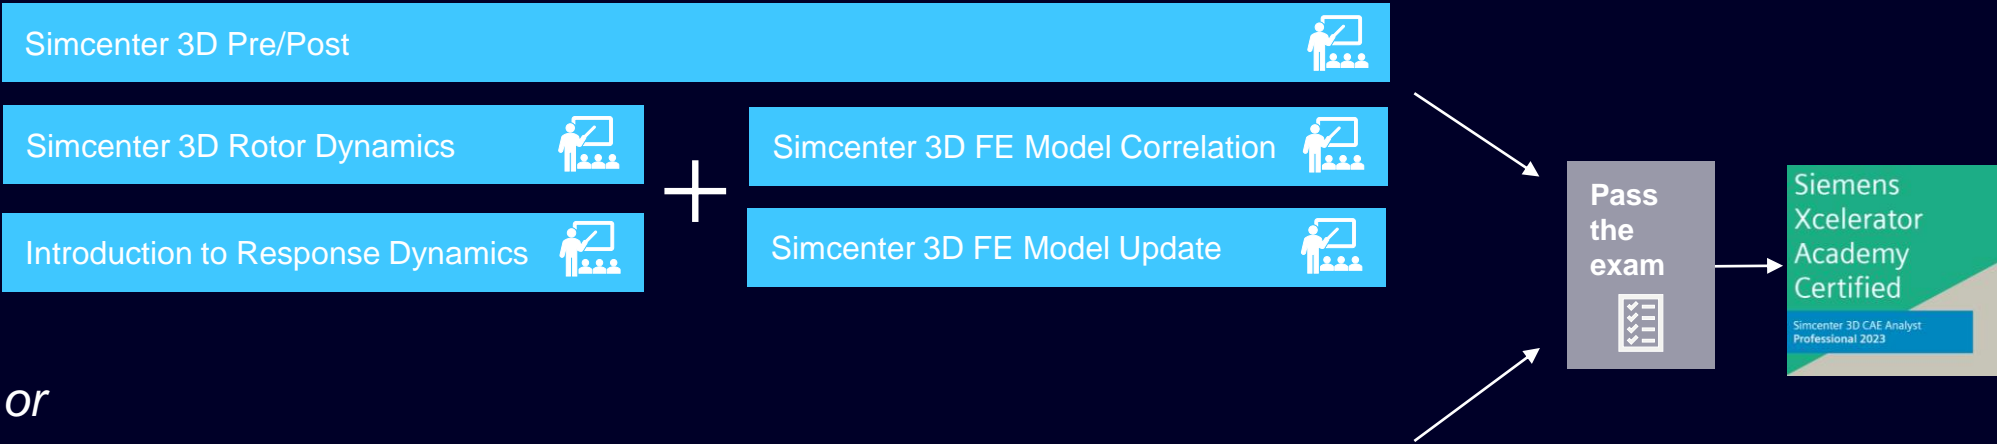 Simcenter 3D Pre/Post
Simcenter 3D Rotor Dynamics
Simcenter 3D FE Model Correlation
Introduction to Response Dynamics
Simcenter 3D FE Model Update
Pass
the
exam
Siemens
Xcelerator
Academy
Certified
Simcenter 3D CAE Analyst
Professional 2023
or